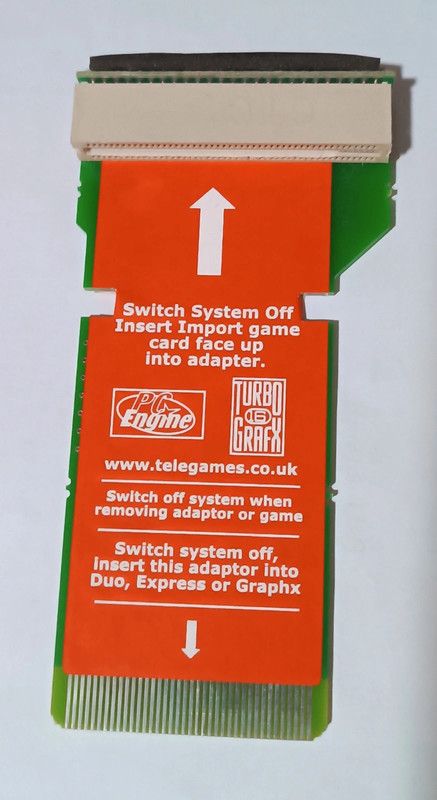 Switch System Off
Insert Import game
card face up
into adapter.
PC
Engine
TURBO
16
GRAFX
www.telegames.co.uk
Switch off system when
removing adaptor or game
Switch system off,
insert this adaptor into
Duo, Express or Graphx